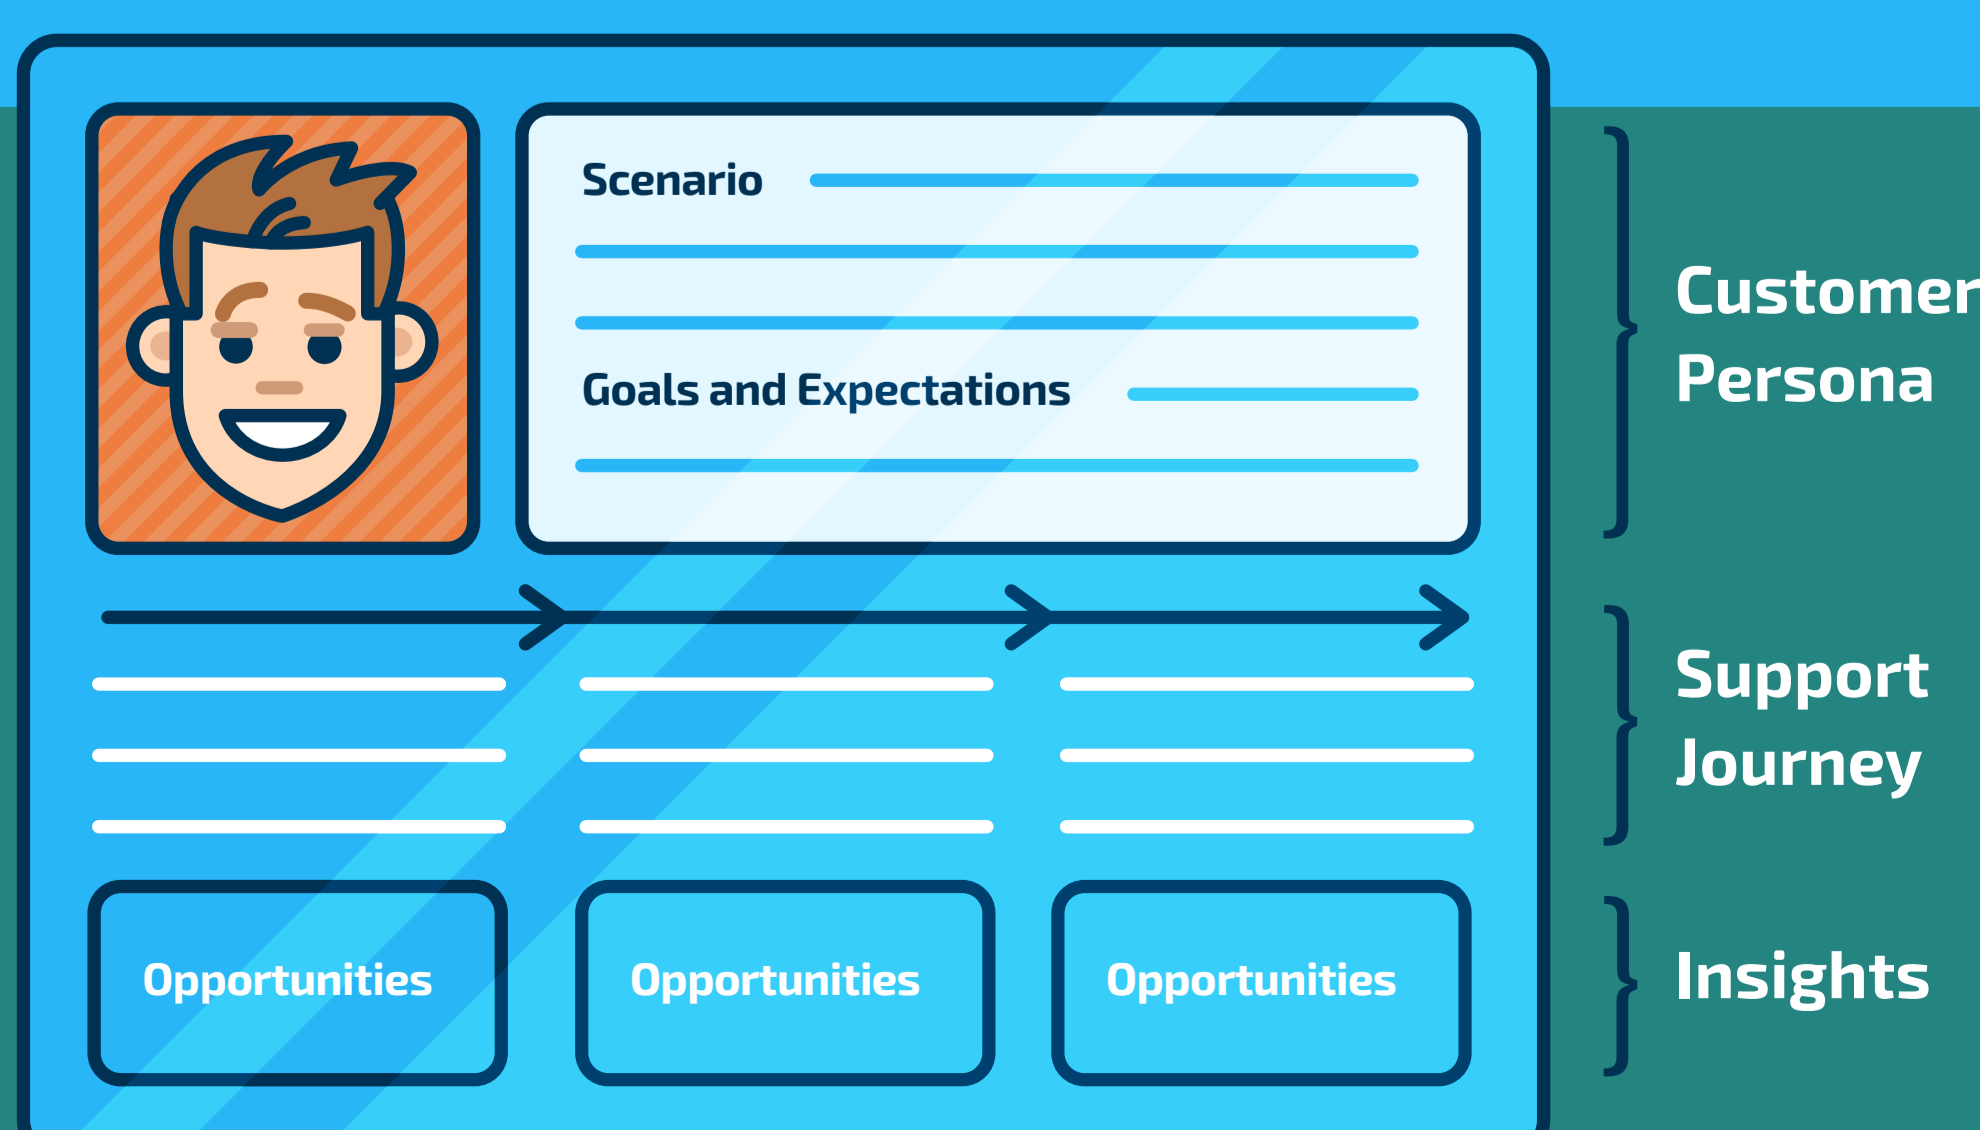 Scenario
Goals and Expectations
Customer
Persona
Support
Journey
Opportunities
Opportunities
Opportunities
Insights